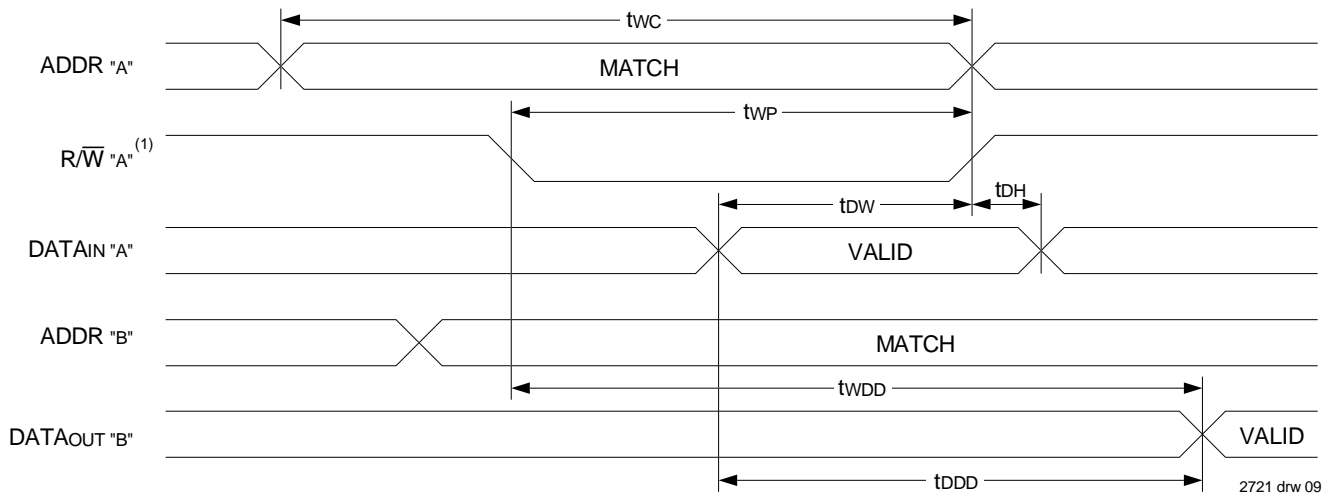 tWC
ADDR "A"
MATCH
tWP
R/W̅ "A"(1)
tDW
tDH
DATAIN "A"
VALID
ADDR "B"
MATCH
tWDD
DATAOUT "B"
VALID
tDDD
2721 drw 09